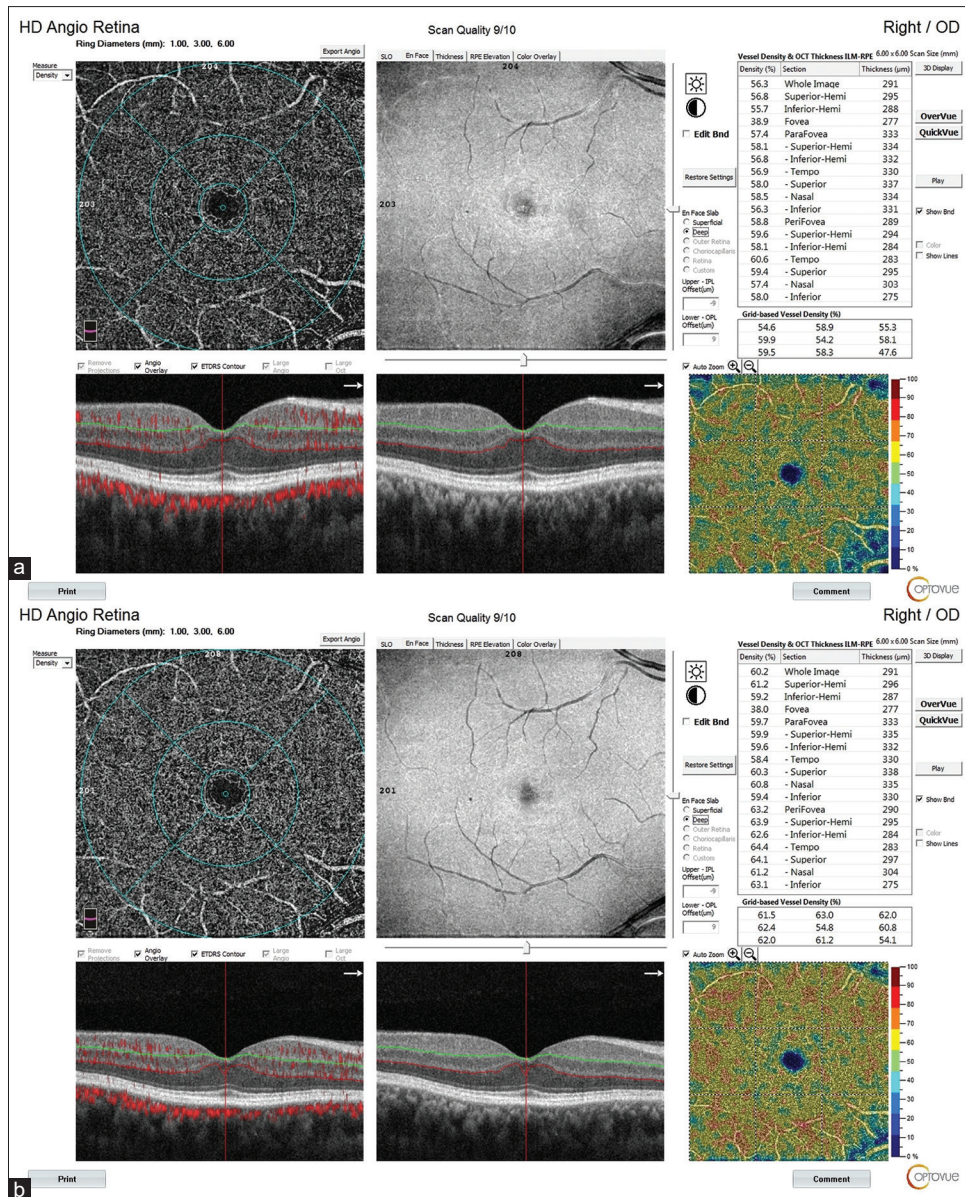 HD Angio Retina
Scan Quality 9/10
Right / OD
Ring Diameters (mm): 1.00, 3.00, 6.00
Export Angio
Measure
Density
204
203
SLO En Face Thickness RPE Elevation Color Overlay
204
203
Edit Bnd
Restore Settings
En Face Slab
Superficial
Deep
Outer Retina
Choriocapillaris
Retina
Custom
Upper - IPL
Offset(um)
-9
Lower - OPL
Offset(um)
9
Vessel Density & OCT Thickness ILM-RPE 6.00 x 6.00 Scan Size (mm)
Density (%) Section Thickness (µm)
56.3 Whole Image 291
56.8 Superior-Hemi 295
55.7 Inferior-Hemi 288
38.9 Fovea 277
57.4 ParaFovea 333
58.1 - Superior-Hemi 334
56.8 - Inferior-Hemi 332
56.9 - Tempo 330
58.0 - Superior 337
58.5 - Nasal 334
56.3 - Inferior 331
58.8 PeriFovea 289
59.6 - Superior-Hemi 294
58.1 - Inferior-Hemi 284
60.6 - Tempo 283
59.4 - Superior 295
57.4 - Nasal 303
58.0 - Inferior 275
Grid-based Vessel Density (%)
54.6 58.9 55.3
59.9 54.2 58.1
59.5 58.3 47.6
3D Display
OverVue
QuickVue
Play
Show Bnd
Color
Show Lines
Remove Projections
Angio Overlay
ETDRS Contour
Large Angio
Large Oct
Auto Zoom
100
90
80
70
60
50
40
30
20
10
0 %
a
Print
Comment
OPTOVUE
HD Angio Retina
Scan Quality 9/10
Right / OD
Ring Diameters (mm): 1.00, 3.00, 6.00
Export Angio
Measure
Density
208
201
SLO En Face Thickness RPE Elevation Color Overlay
208
201
Edit Bnd
Restore Settings
En Face Slab
Superficial
Deep
Outer Retina
Choriocapillaris
Retina
Custom
Upper - IPL
Offset(um)
-9
Lower - OPL
Offset(um)
9
Vessel Density & OCT Thickness ILM-RPE 6.00 x 6.00 Scan Size (mm)
Density (%) Section Thickness (µm)
60.2 Whole Image 291
61.2 Superior-Hemi 296
59.2 Inferior-Hemi 287
38.0 Fovea 277
59.7 ParaFovea 333
59.9 - Superior-Hemi 335
59.6 - Inferior-Hemi 332
58.4 - Tempo 330
60.3 - Superior 338
60.8 - Nasal 335
59.4 - Inferior 330
63.2 PeriFovea 290
63.9 - Superior-Hemi 295
62.6 - Inferior-Hemi 284
64.4 - Tempo 283
64.1 - Superior 297
61.2 - Nasal 304
63.1 - Inferior 275
Grid-based Vessel Density (%)
61.5 63.0 62.0
62.4 54.8 60.8
62.0 61.2 54.1
3D Display
OverVue
QuickVue
Play
Show Bnd
Color
Show Lines
Remove Projections
Angio Overlay
ETDRS Contour
Large Angio
Large Oct
Auto Zoom
100
90
80
70
60
50
40
30
20
10
0 %
b
Print
Comment
OPTOVUE